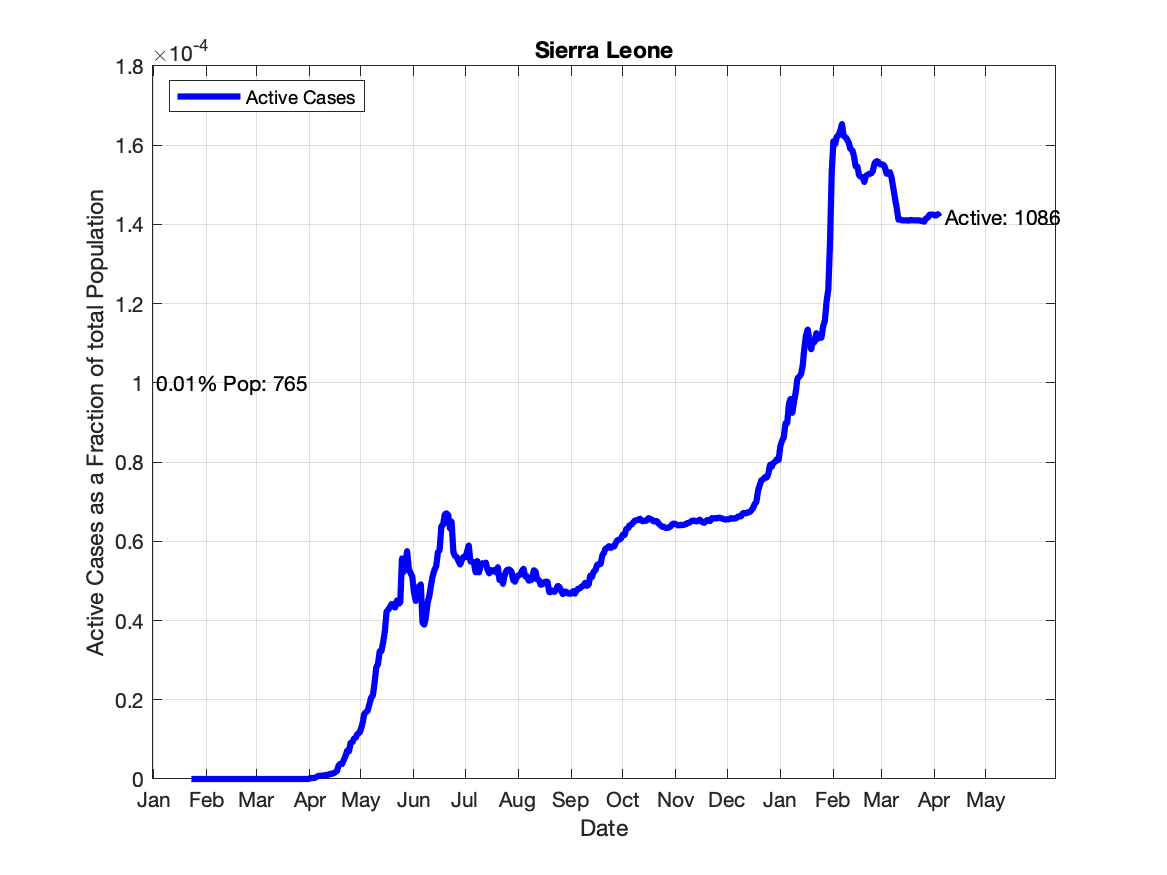 Sierra Leone
×10-4
1.8
1.6
1.4
1.2
1
0.8
0.6
0.4
0.2
0
Active Cases
Active: 1086
0.01% Pop: 765
Active Cases as a Fraction of total Population
Jan Feb Mar Apr May Jun Jul Aug Sep Oct Nov Dec Jan Feb Mar Apr May
Date